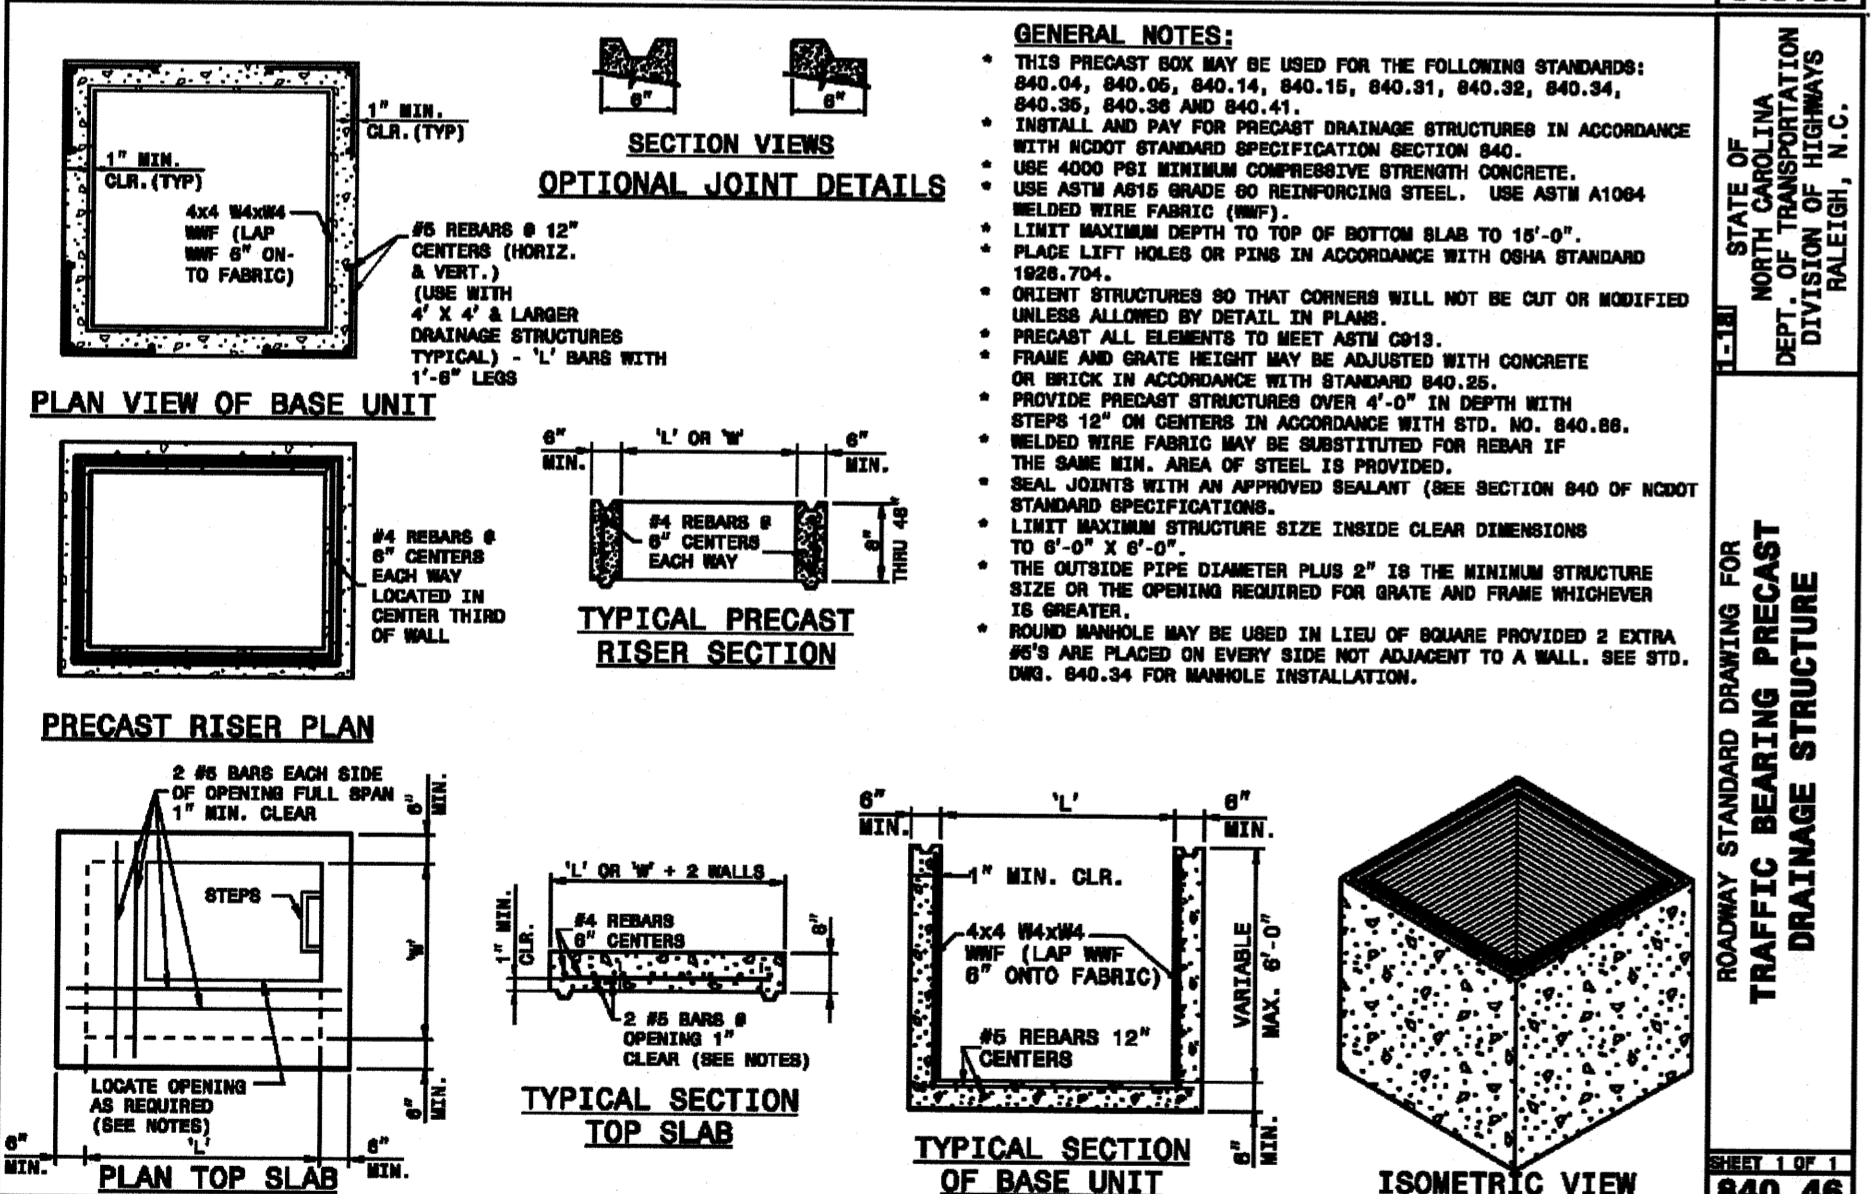 1" MIN.
CLR.(TYP)
1" MIN.
CLR.(TYP)
4x4 W4xW4
WWF (LAP
WWF 6" ON-
TO FABRIC)
#5 REBARS @ 12"
CENTERS (HORIZ.
& VERT.)
(USE WITH
4' X 4' & LARGER
DRAINAGE STRUCTURES
TYPICAL) - 'L' BARS WITH
1'-6" LEGS
PLAN VIEW OF BASE UNIT
6"
6"
SECTION VIEWS
OPTIONAL JOINT DETAILS
#4 REBARS @
6" CENTERS
EACH WAY
LOCATED IN
CENTER THIRD
OF WALL
PRECAST RISER PLAN
6"
MIN.
'L' OR 'W'
6"
MIN.
#4 REBARS @
6" CENTERS
EACH WAY
6"
THRU 48"
TYPICAL PRECAST
RISER SECTION
GENERAL NOTES:
* THIS PRECAST BOX MAY BE USED FOR THE FOLLOWING STANDARDS:
840.04, 840.05, 840.14, 840.15, 840.31, 840.32, 840.34,
840.35, 840.36 AND 840.41.
* INSTALL AND PAY FOR PRECAST DRAINAGE STRUCTURES IN ACCORDANCE
WITH NCDOT STANDARD SPECIFICATION SECTION 840.
* USE 4000 PSI MINIMUM COMPRESSIVE STRENGTH CONCRETE.
* USE ASTM A615 GRADE 60 REINFORCING STEEL. USE ASTM A1064
WELDED WIRE FABRIC (WWF).
* LIMIT MAXIMUM DEPTH TO TOP OF BOTTOM SLAB TO 15'-0".
* PLACE LIFT HOLES OR PINS IN ACCORDANCE WITH OSHA STANDARD
1926.704.
* ORIENT STRUCTURES SO THAT CORNERS WILL NOT BE CUT OR MODIFIED
UNLESS ALLOWED BY DETAIL IN PLANS.
* PRECAST ALL ELEMENTS TO MEET ASTM C913.
* FRAME AND GRATE HEIGHT MAY BE ADJUSTED WITH CONCRETE
OR BRICK IN ACCORDANCE WITH STANDARD 840.25.
* PROVIDE PRECAST STRUCTURES OVER 4'-0" IN DEPTH WITH
STEPS 12" ON CENTERS IN ACCORDANCE WITH STD. NO. 840.66.
* WELDED WIRE FABRIC MAY BE SUBSTITUTED FOR REBAR IF
THE SAME MIN. AREA OF STEEL IS PROVIDED.
* SEAL JOINTS WITH AN APPROVED SEALANT (SEE SECTION 840 OF NCDOT
STANDARD SPECIFICATIONS.
* LIMIT MAXIMUM STRUCTURE SIZE INSIDE CLEAR DIMENSIONS
TO 6'-0" X 6'-0".
* THE OUTSIDE PIPE DIAMETER PLUS 2" IS THE MINIMUM STRUCTURE
SIZE OR THE OPENING REQUIRED FOR GRATE AND FRAME WHICHEVER
IS GREATER.
* ROUND MANHOLE MAY BE USED IN LIEU OF SQUARE PROVIDED 2 EXTRA
#5'S ARE PLACED ON EVERY SIDE NOT ADJACENT TO A WALL. SEE STD.
DWG. 840.34 FOR MANHOLE INSTALLATION.
2 #5 BARS EACH SIDE
OF OPENING FULL SPAN
1" MIN. CLEAR
6"
MIN.
STEPS
'W'
LOCATE OPENING
AS REQUIRED
(SEE NOTES)
6"
MIN.
6"
MIN.
'L'
6"
MIN.
PLAN TOP SLAB
'L' OR 'W' + 2 WALLS
1" MIN.
CLR.
#4 REBARS
6" CENTERS
6"
2 #5 BARS @
OPENING 1"
CLEAR (SEE NOTES)
TYPICAL SECTION
TOP SLAB
6"
MIN.
'L'
6"
MIN.
1" MIN. CLR.
4x4 W4xW4
WWF (LAP WWF
6" ONTO FABRIC)
#5 REBARS 12"
CENTERS
VARIABLE
MAX. 6'-0"
6"
MIN.
TYPICAL SECTION
OF BASE UNIT
ISOMETRIC VIEW
1-18
STATE OF
NORTH CAROLINA
DEPT. OF TRANSPORTATION
DIVISION OF HIGHWAYS
RALEIGH, N.C.
ROADWAY STANDARD DRAWING FOR
TRAFFIC BEARING PRECAST
DRAINAGE STRUCTURE
SHEET 1 OF 1
840.46